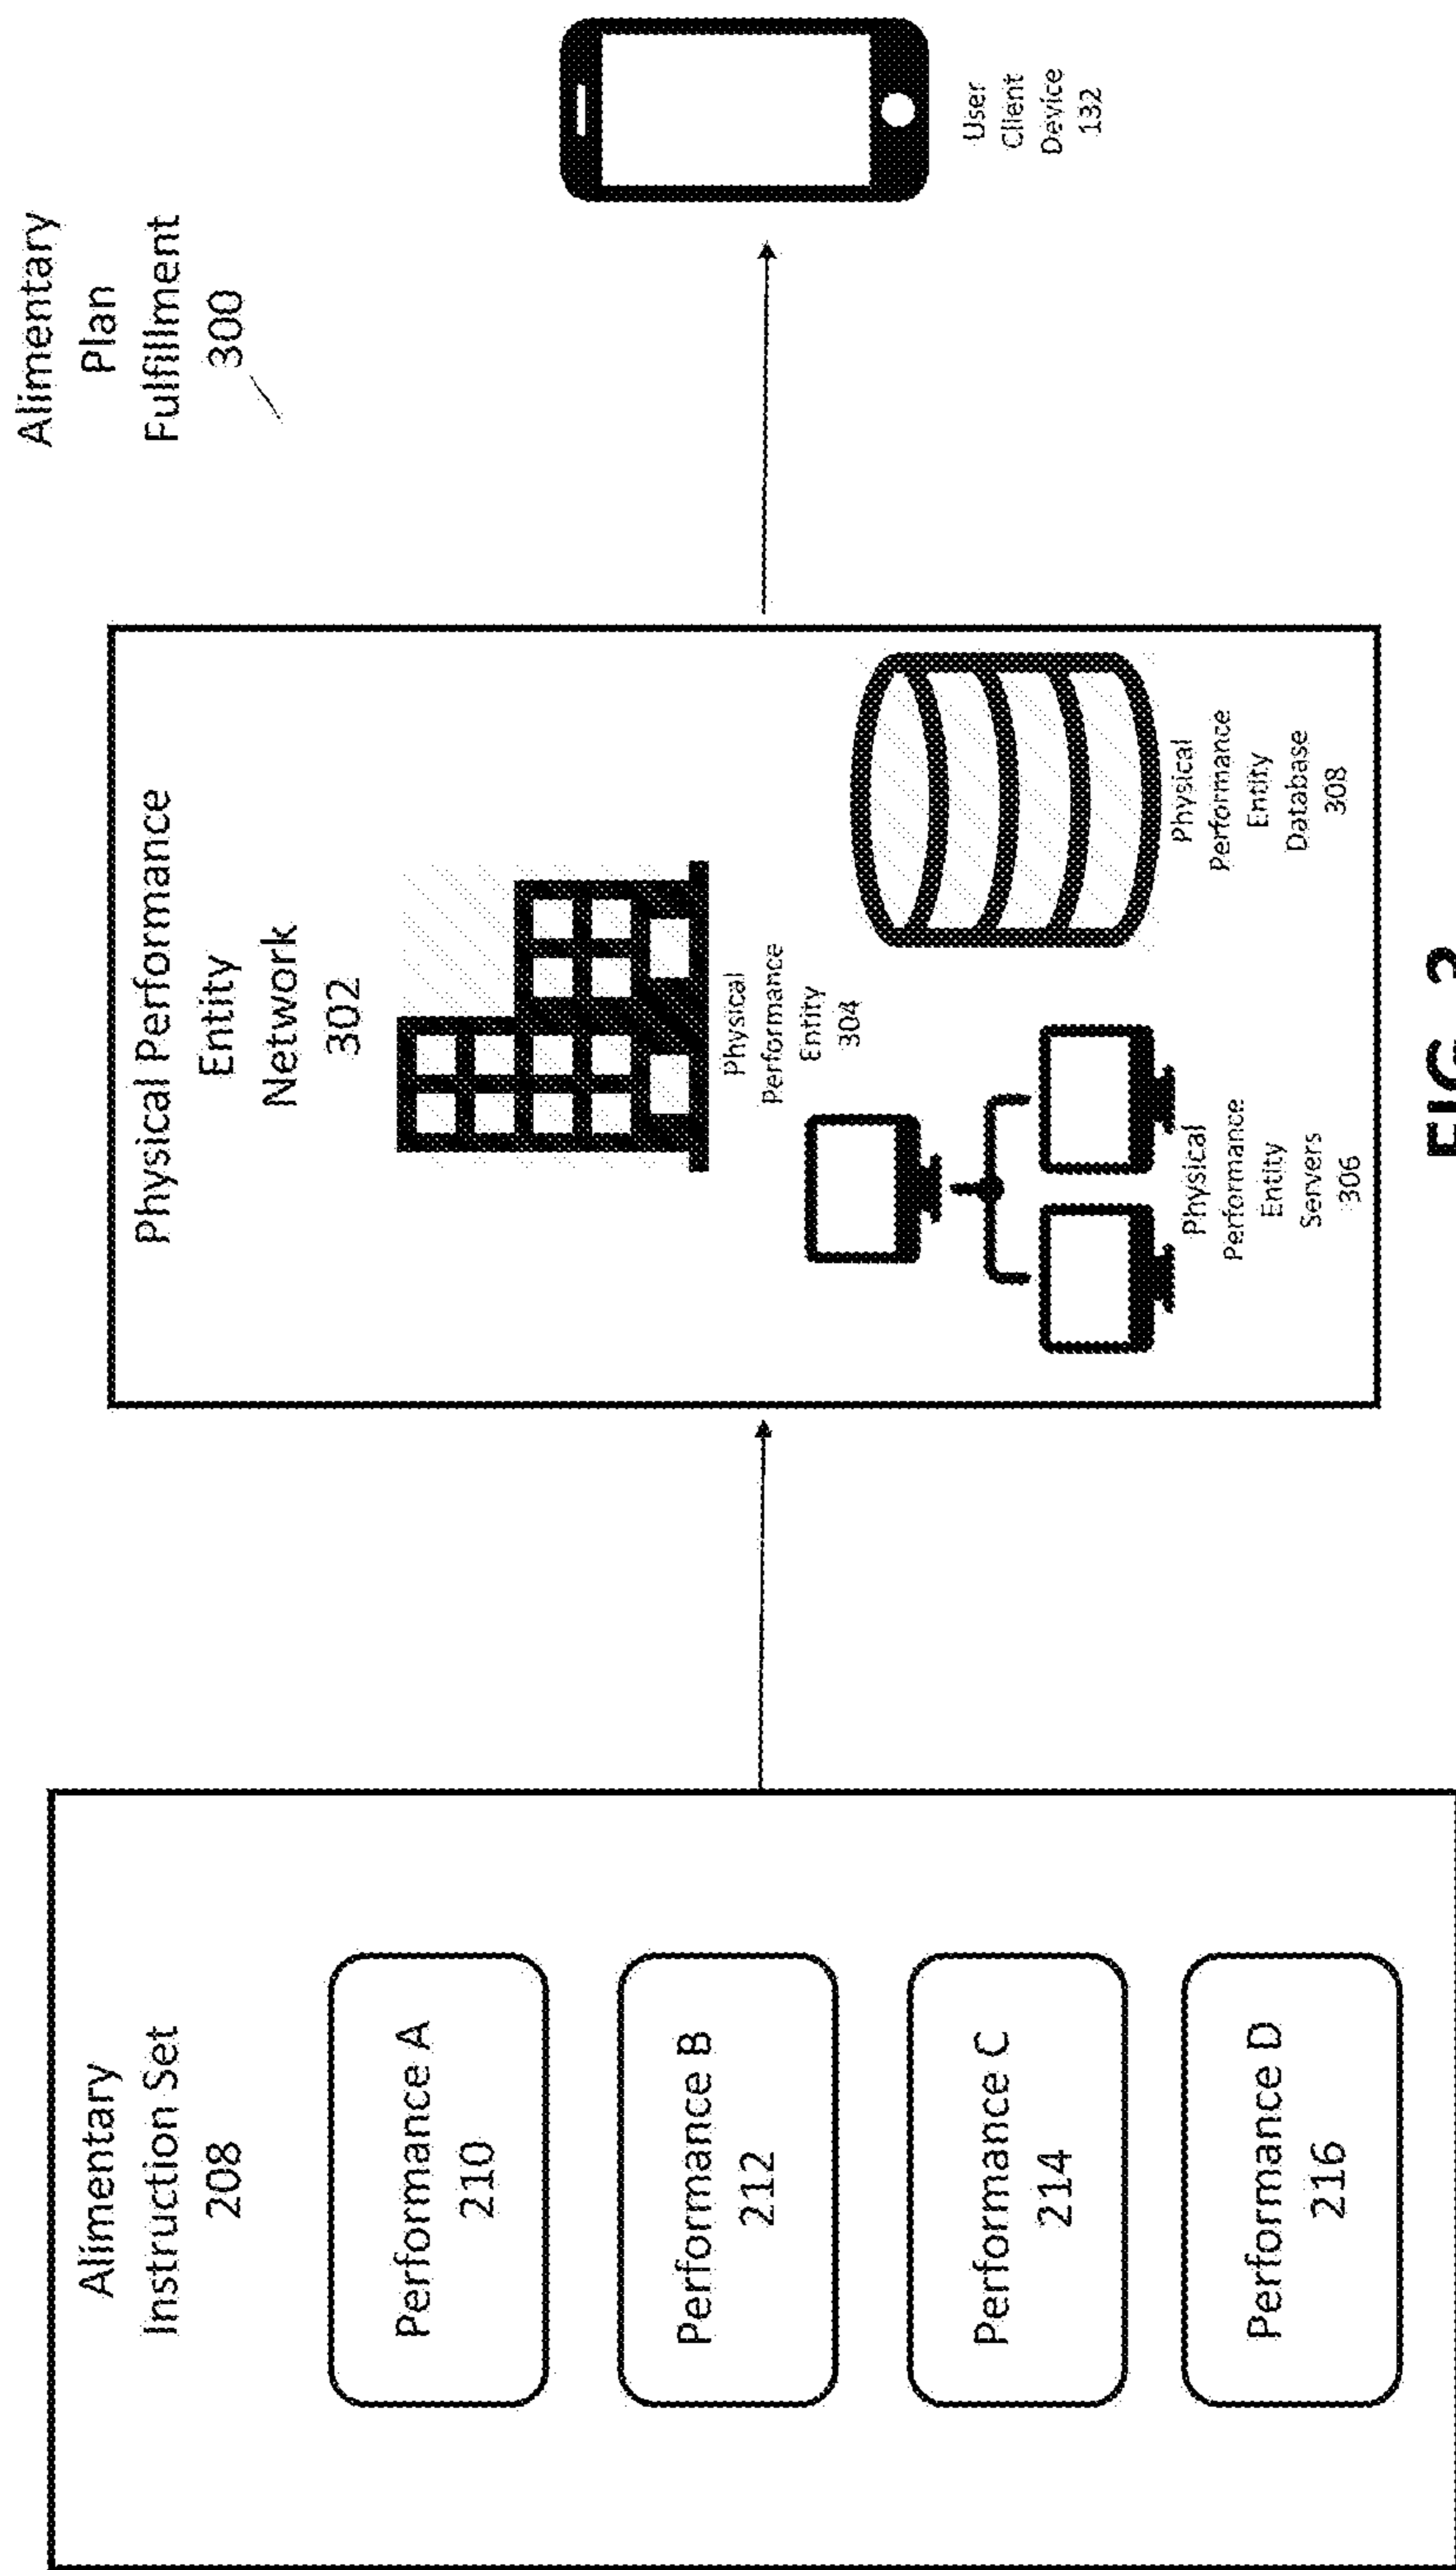 Alimentary
Plan
Fulfillment
300
Alimentary
Instruction Set
208
Performance A
210
Performance B
212
Performance C
214
Performance D
216
Physical Performance
Entity
Network
302
Physical
Performance
Entity
304
Physical
Performance
Entity
Servers
306
Physical
Performance
Entity
Database
308
User
Client
Device
132
FIG.